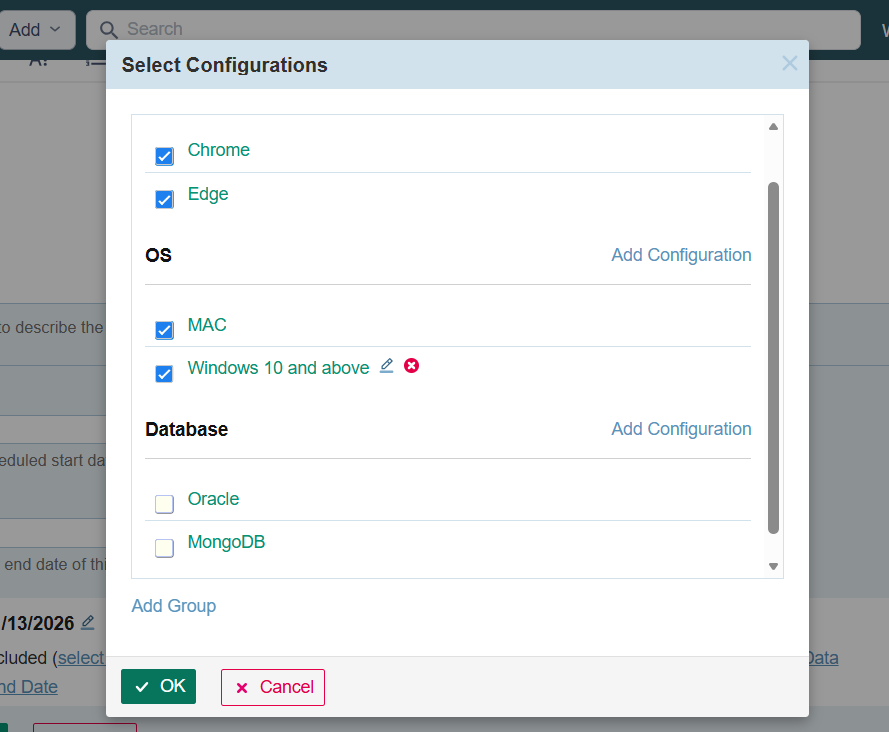 Add
Search
W
Select Configurations
Chrome
Edge
OS
Add Configuration
MAC
to describe the
Windows 10 and above
Database
Add Configuration
eduled start da
Oracle
MongoDB
end date of thi
Add Group
/13/2026
cluded (select
Data
nd Date
OK
Cancel